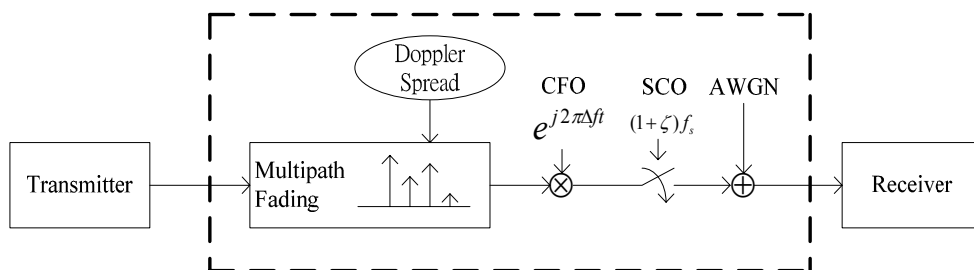 Doppler
Spread
CFO
SCO
AWGN
e^{j2πΔft}
(1+ζ)f_s
Transmitter
Multipath
Fading
Receiver